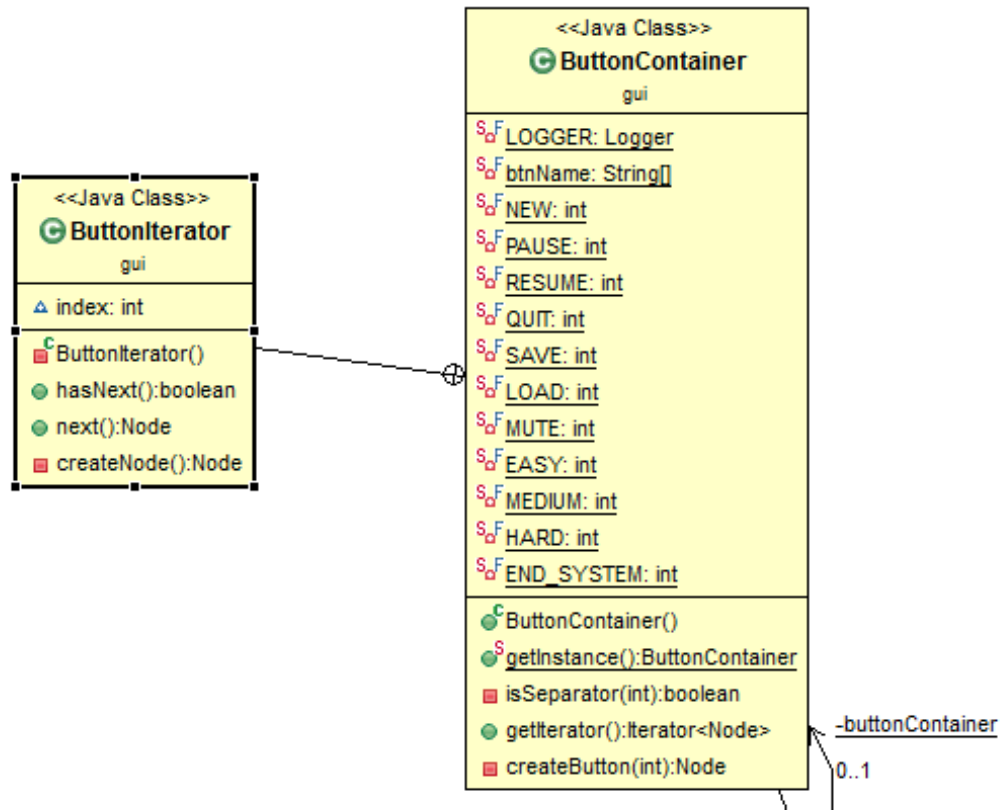 <<Java Class>>
ButtonContainer
gui
LOGGER: Logger
btnName: String[]
NEW: int
PAUSE: int
RESUME: int
QUIT: int
SAVE: int
LOAD: int
MUTE: int
EASY: int
MEDIUM: int
HARD: int
END_SYSTEM: int
ButtonContainer()
getInstance():ButtonContainer
isSeparator(int):boolean
getIterator():Iterator<Node>
createButton(int):Node
<<Java Class>>
ButtonIterator
gui
index: int
ButtonIterator()
hasNext():boolean
next():Node
createNode():Node
-buttonContainer
0..1